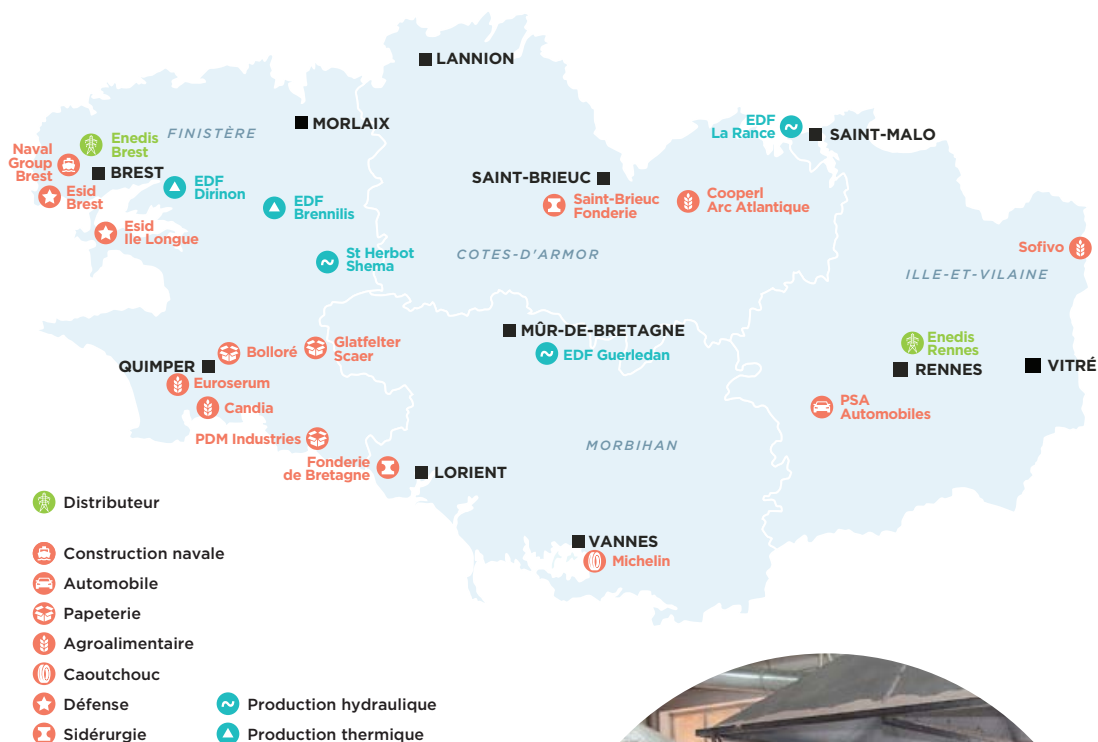 LANNION
MORLAIX
FINISTÈRE
Enedis
Brest
Naval
Group
Brest
BREST
Esid
Brest
EDF
Dirinon
EDF
Brennilis
Esid
Ile Longue
St Herbot
Shema
EDF
La Rance
SAINT-MALO
SAINT-BRIEUC
Saint-Brieuc
Fonderie
Cooperl
Arc Atlantique
COTES-D'ARMOR
Sofivo
ILLE-ET-VILAINE
MÛR-DE-BRETAGNE
EDF Guerledan
Enedis
Rennes
RENNES
VITRÉ
PSA
Automobiles
Bolloré
Glatfelter
Scaer
QUIMPER
Euroserum
Candia
PDM Industries
Fonderie
de Bretagne
LORIENT
MORBIHAN
VANNES
Michelin
Distributeur
Construction navale
Automobile
Papeterie
Agroalimentaire
Caoutchouc
Défense
Sidérurgie
Production hydraulique
Production thermique